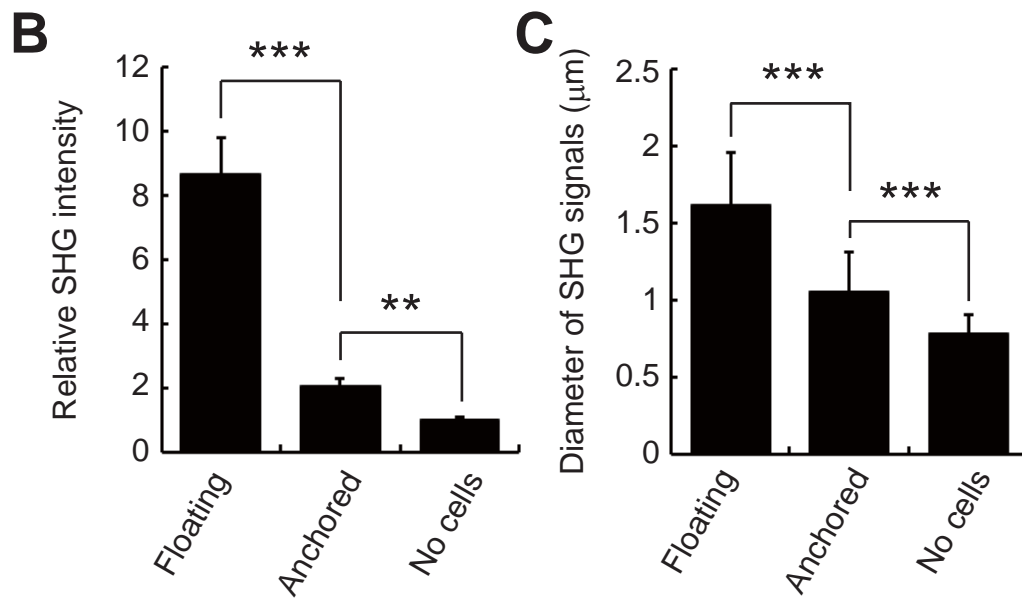 B
Relative SHG intensity
12
10
8
6
4
2
0
***
**
Floating
Anchored
No cells
C
Diameter of SHG signals (μm)
2.5
2
1.5
1
0.5
0
***
***
Floating
Anchored
No cells